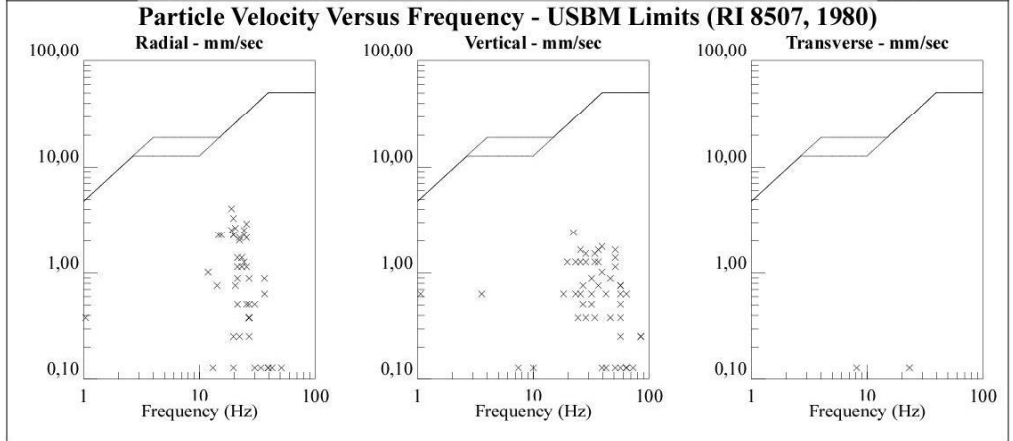 Particle Velocity Versus Frequency - USBM Limits (RI 8507, 1980)
Radial - mm/sec
100,00
10,00
1,00
0,10
1 10 100
Frequency (Hz)
Vertical - mm/sec
100,00
10,00
1,00
0,10
1 10 100
Frequency (Hz)
Transverse - mm/sec
100,00
10,00
1,00
0,10
1 10 100
Frequency (Hz)